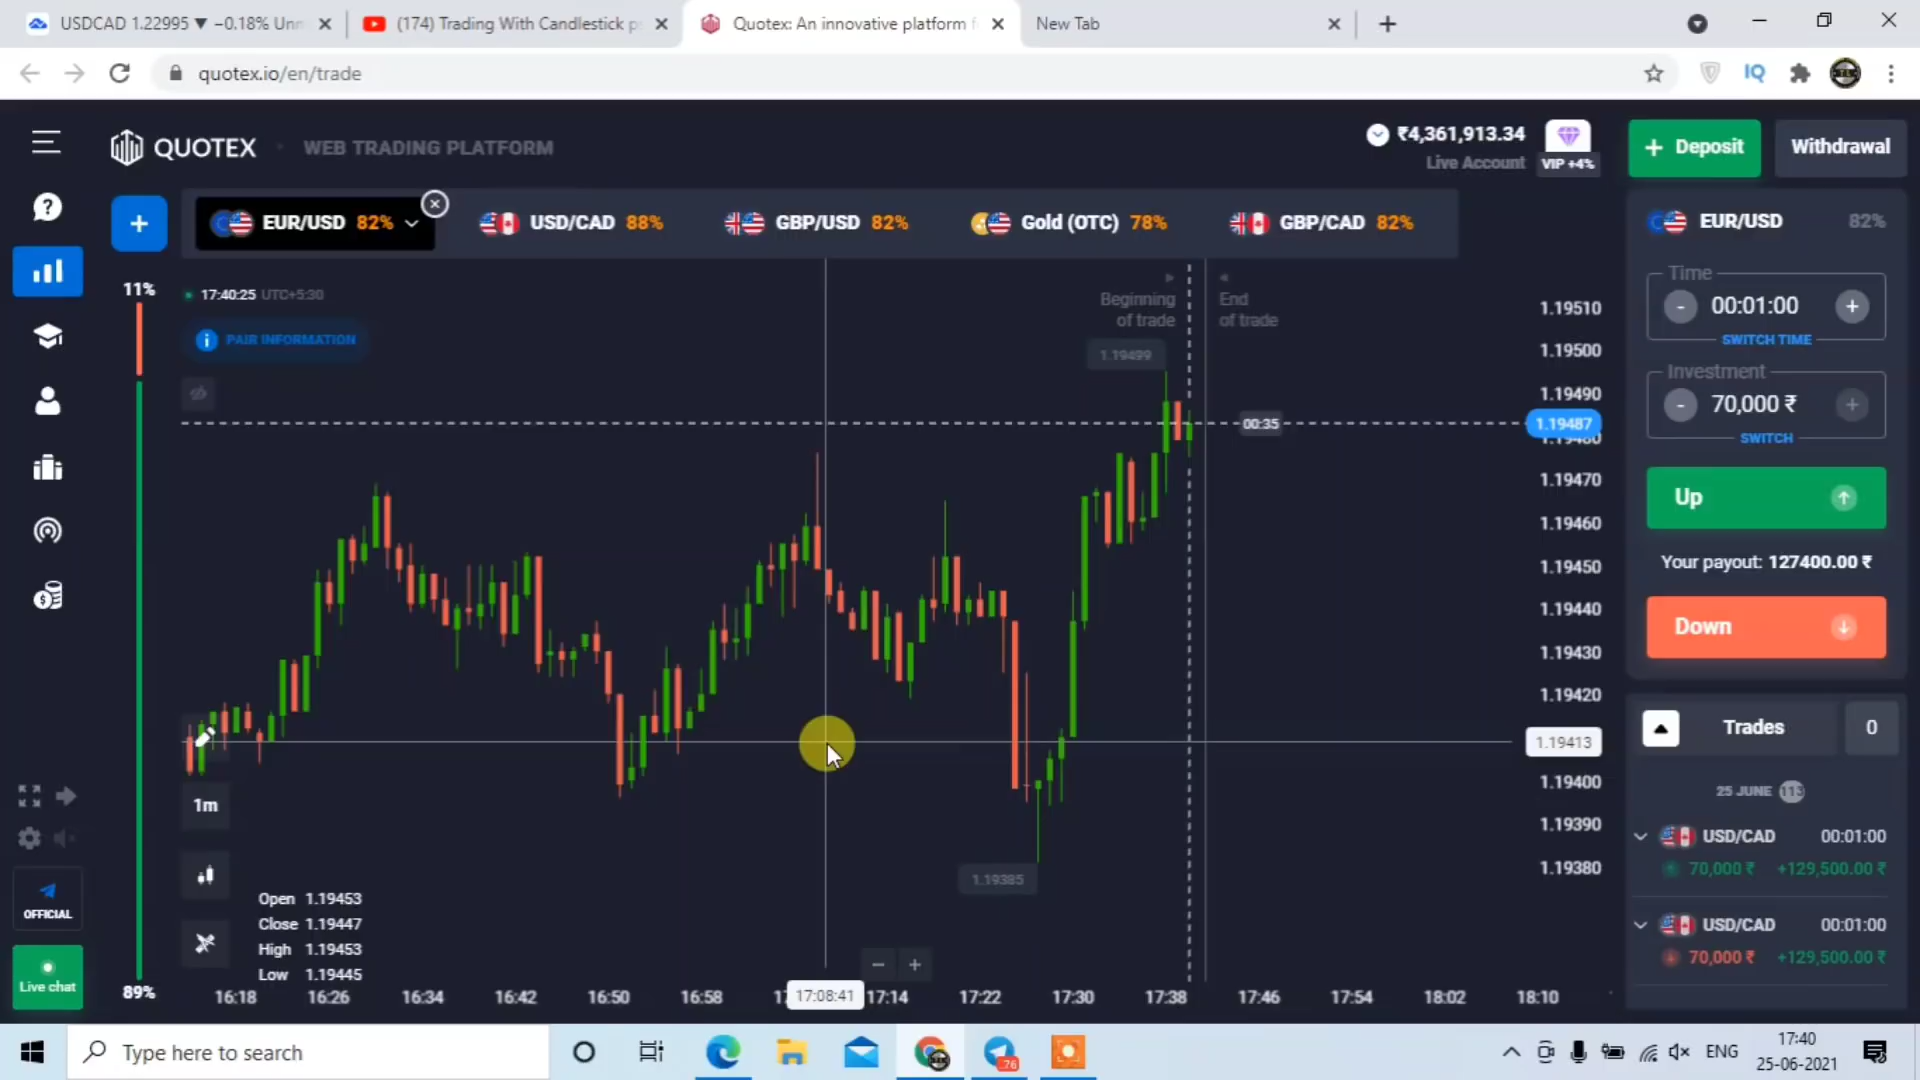 USDCAD 1.22995 ▼ −0.18% Unn
(174) Trading With Candlestick p
Quotex: An innovative platform f
New Tab
quotex.io/en/trade
IQ
QUOTEX
WEB TRADING PLATFORM
₹4,361,913.34
Live Account
VIP +4%
+ Deposit
Withdrawal
EUR/USD 82%
USD/CAD 88%
GBP/USD 82%
Gold (OTC) 78%
GBP/CAD 82%
11%
17:40:25 UTC+5:30
PAIR INFORMATION
Beginning
of trade
End
of trade
1.19499
00:35
1.19510
1.19500
1.19490
1.19487
1.19480
1.19470
1.19460
1.19450
1.19440
1.19430
1.19420
1.19413
1.19400
1.19390
1.19380
1.19385
1m
Open 1.19453
Close 1.19447
High 1.19453
Low 1.19445
89%
16:18
16:26
16:34
16:42
16:50
16:58
17:08:41
17:14
17:22
17:30
17:38
17:46
17:54
18:02
18:10
OFFICIAL
Live chat
EUR/USD 82%
Time
- 00:01:00 +
SWITCH TIME
Investment
- 70,000 ₹ +
SWITCH
Up
Your payout: 127400.00 ₹
Down
Trades 0
25 JUNE 113
USD/CAD 00:01:00
70,000 ₹ +129,500.00 ₹
USD/CAD 00:01:00
70,000 ₹ +129,500.00 ₹
Type here to search
76
ENG
17:40
25-06-2021